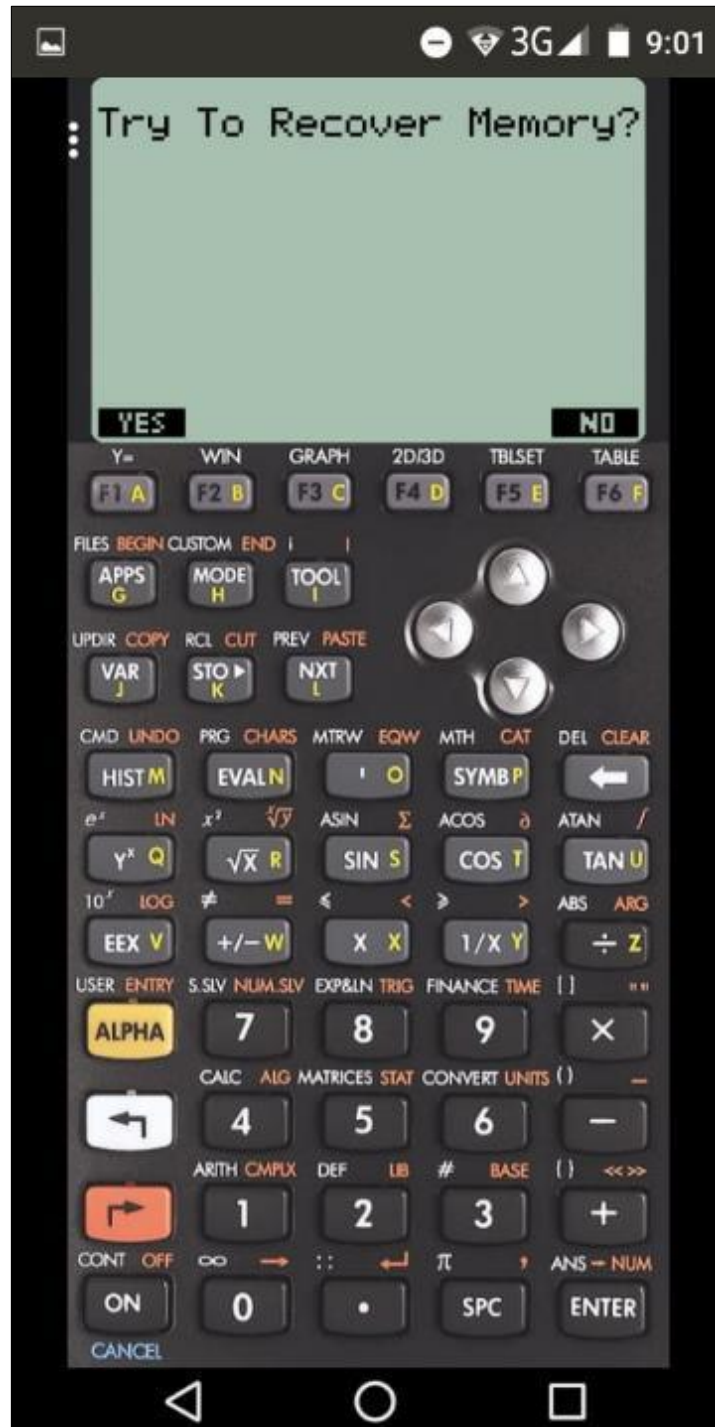 3G 9:01
Try To Recover Memory?
YES NO
Y= WIN GRAPH 2D/3D TBLSET TABLE
F1 A F2 B F3 C F4 D F5 E F6 F
FILES BEGIN CUSTOM END i |
APPS G MODE H TOOL I
UPDIR COPY RCL CUT PREV PASTE
VAR J STO▶ K NXT L
CMD UNDO PRG CHARS MTRW EQW MTH CAT DEL CLEAR
HIST M EVAL N ' O SYMB P
eˣ LN x² ˣ√y ASIN Σ ACOS ∂ ATAN ∫
Yˣ Q √X R SIN S COS T TAN U
10ˣ LOG ≠ = ≤ < ≥ > ABS ARG
EEX V +/− W X X 1/X Y ÷ Z
USER ENTRY S.SLV NUM.SLV EXP&LN TRIG FINANCE TIME [ ] " "
ALPHA 7 8 9 ×
CALC ALG MATRICES STAT CONVERT UNITS ( ) _
4 5 6 −
ARITH CMPLX DEF LIB # BASE { } << >>
1 2 3 +
CONT OFF ∞ → : : ↵ π , ANS → NUM
ON 0 • SPC ENTER
CANCEL